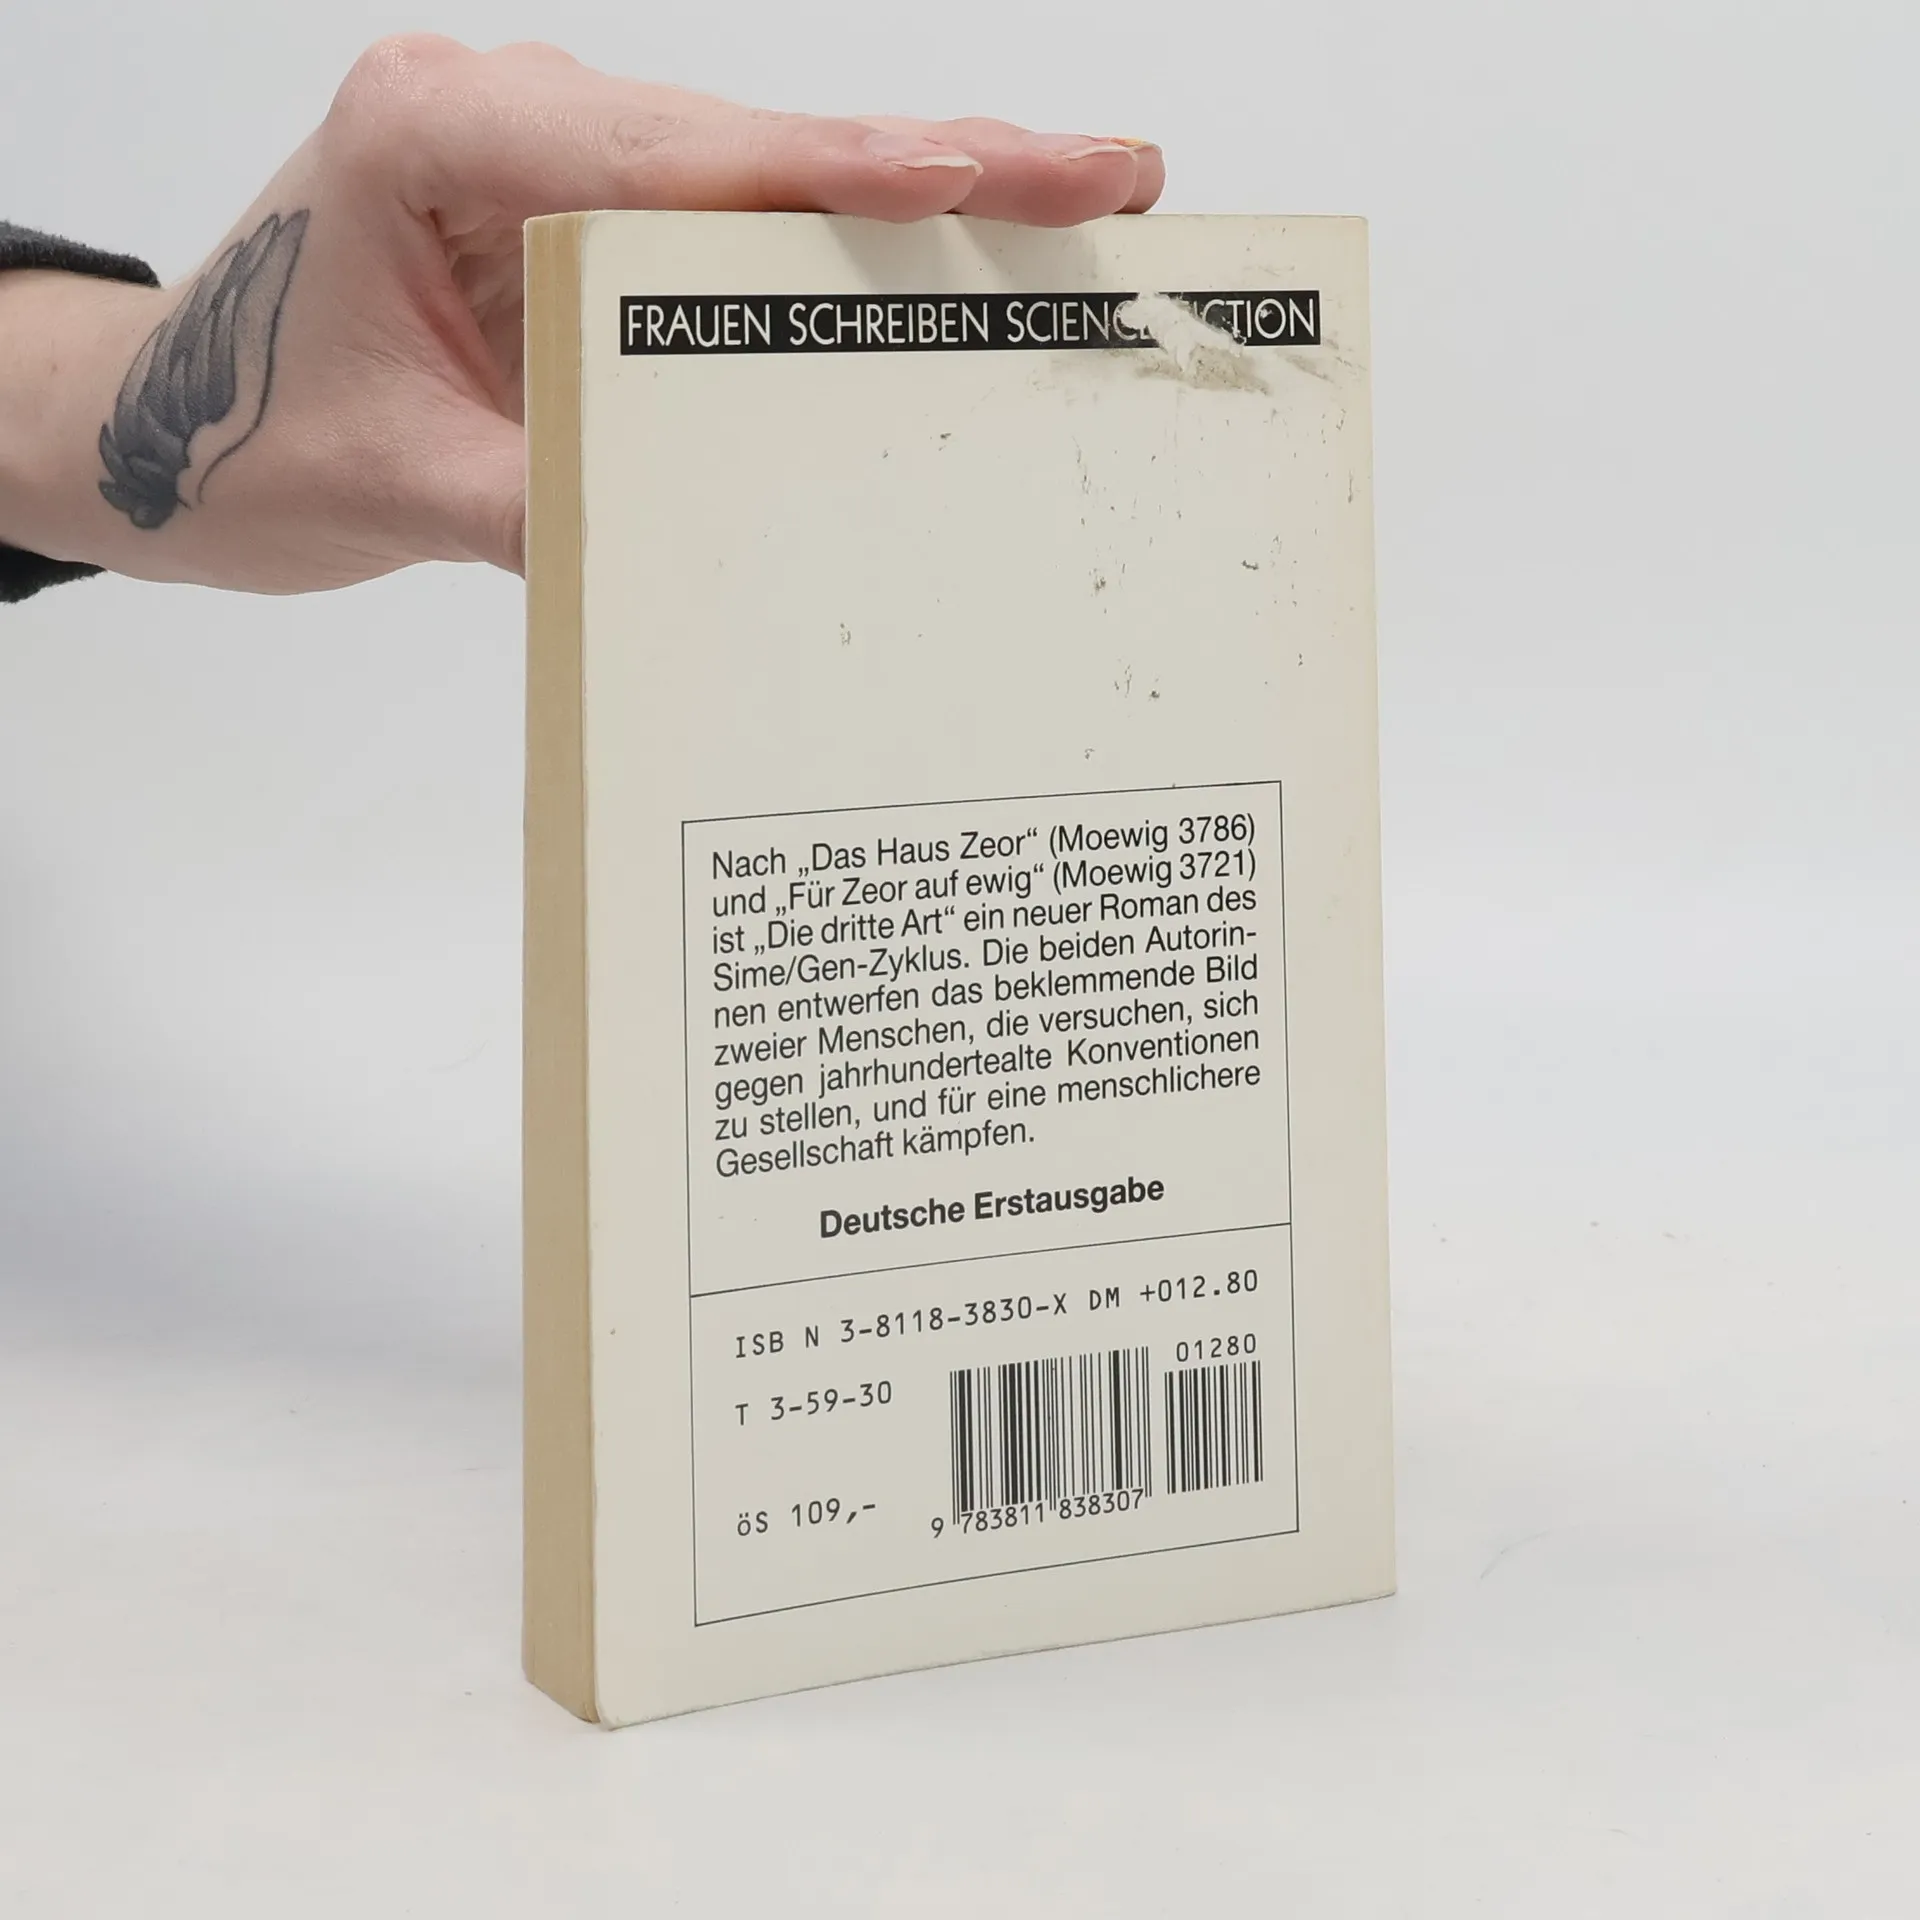 FRAUEN SCHREIBEN SCIENCE FICTION
Nach „Das Haus Zeor“ (Moewig 3786)
und „Für Zeor auf ewig“ (Moewig 3721)
ist „Die dritte Art“ ein neuer Roman des
Sime/Gen-Zyklus. Die beiden Autorin-
nen entwerfen das beklemmende Bild
zweier Menschen, die versuchen, sich
gegen jahrhundertealte Konventionen
zu stellen, und für eine menschlichere
Gesellschaft kämpfen.
Deutsche Erstausgabe
ISB N 3-8118-3830-X DM +012.80
01280
T 3-59-30
öS 109,-
9 783811 838307